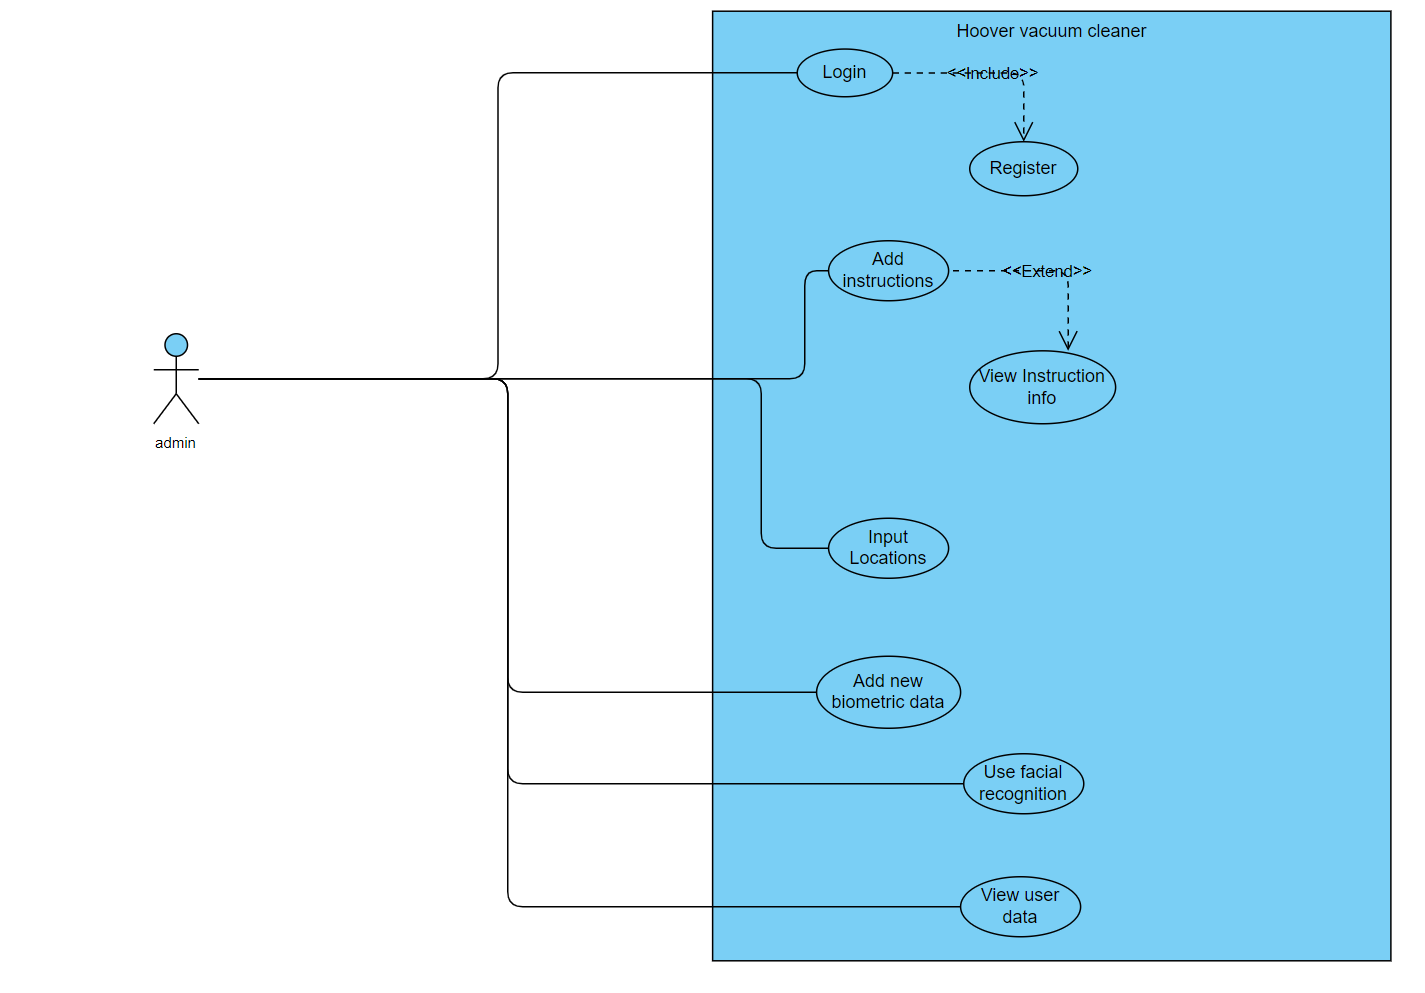 Hoover vacuum cleaner
Login
<<Include>>
Register
Add
instructions
<<Extend>>
View Instruction
info
admin
Input
Locations
Add new
biometric data
Use facial
recognition
View user
data